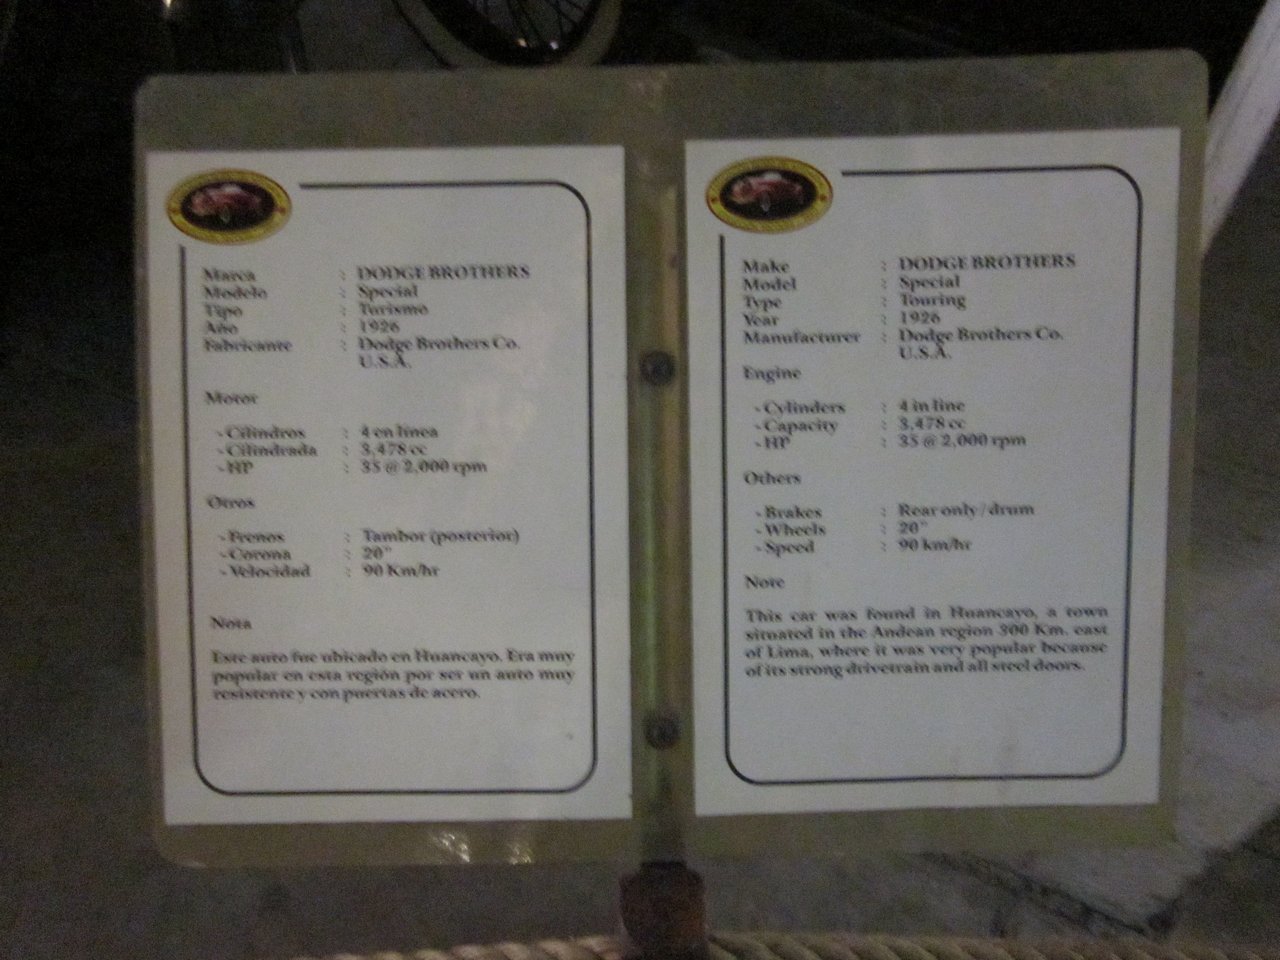 Marca : DODGE BROTHERS
Modelo : Special
Tipo : Turismo
Año : 1926
Fabricante : Dodge Brothers Co.
U.S.A.
Motor
- Cilindros : 4 en línea
- Cilindrada : 3,478 cc
- HP : 35 @ 2,000 rpm
Otros
- Frenos : Tambor (posterior)
- Corona : 20"
- Velocidad : 90 Km/hr
Nota
Este auto fue ubicado en Huancayo. Era muy
popular en esta región por ser un auto muy
resistente y con puertas de acero.
Make : DODGE BROTHERS
Model : Special
Type : Touring
Year : 1926
Manufacturer : Dodge Brothers Co.
U.S.A.
Engine
- Cylinders : 4 in line
- Capacity : 3,478 cc
- HP : 35 @ 2,000 rpm
Others
- Brakes : Rear only / drum
- Wheels : 20"
- Speed : 90 km/hr
Note
This car was found in Huancayo, a town
situated in the Andean region 300 Km. east
of Lima, where it was very popular because
of its strong drivetrain and all steel doors.